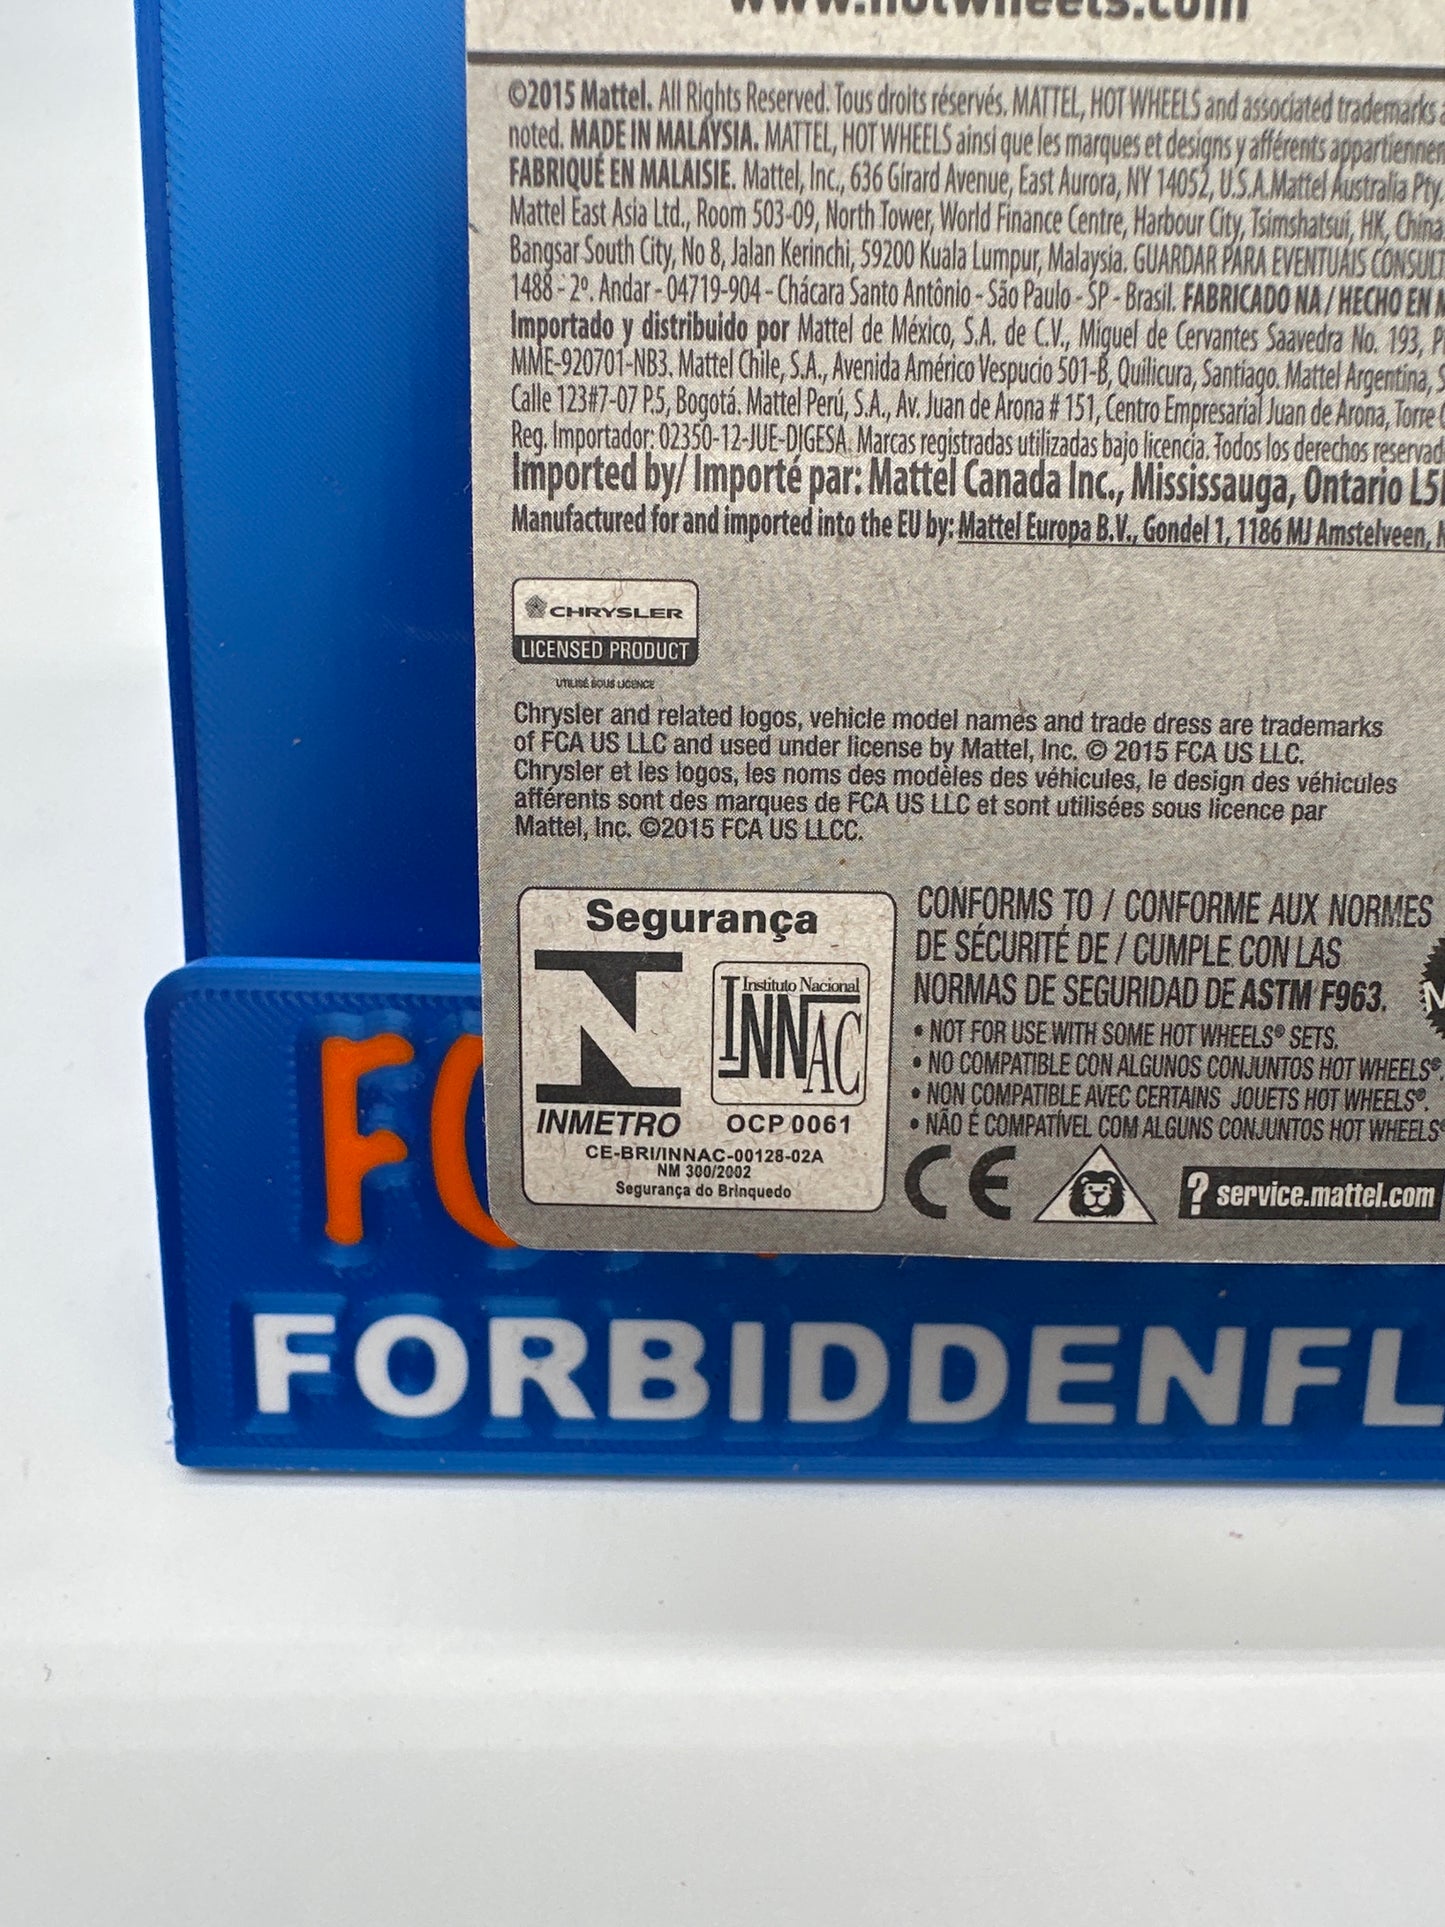 www.hotwheels.com
©2015 Mattel. All Rights Reserved. Tous droits réservés. MATTEL, HOT WHEELS and associated trademarks
noted. MADE IN MALAYSIA. MATTEL, HOT WHEELS ainsi que les marques et designs y afférents appartiennen
FABRIQUÉ EN MALAISIE. Mattel, Inc., 636 Girard Avenue, East Aurora, NY 14052, U.S.A.Mattel Australia Pty.
Mattel East Asia Ltd., Room 503-09, North Tower, World Finance Centre, Harbour City, Tsimshatsui, HK, China
Bangsar South City, No 8, Jalan Kerinchi, 59200 Kuala Lumpur, Malaysia. GUARDAR PARA EVENTUAIS CONSULT
1488 - 2º. Andar - 04719-904 - Chácara Santo Antônio - São Paulo - SP - Brasil. FABRICADO NA / HECHO EN
Importado y distribuido por Mattel de México, S.A. de C.V., Miguel de Cervantes Saavedra No. 193,
MME-920701-NB3. Mattel Chile, S.A., Avenida Américo Vespucio 501-B, Quilicura, Santiago. Mattel Argentina,
Calle 123#7-07 P.5, Bogotá. Mattel Perú, S.A., Av. Juan de Arona # 151, Centro Empresarial Juan de Arona, Torre
Reg. Importador: 02350-12-JUE-DIGESA. Marcas registradas utilizadas bajo licencia. Todos los derechos reservad
Imported by/ Importé par: Mattel Canada Inc., Mississauga, Ontario L5
Manufactured for and imported into the EU by: Mattel Europa B.V., Gondel 1, 1186 MJ Amstelveen,
CHRYSLER
LICENSED PRODUCT
UTILISÉ SOUS LICENCE
Chrysler and related logos, vehicle model names and trade dress are trademarks
of FCA US LLC and used under license by Mattel, Inc. © 2015 FCA US LLC.
Chrysler et les logos, les noms des modèles des véhicules, le design des véhicules
afférents sont des marques de FCA US LLC et sont utilisées sous licence par
Mattel, Inc. ©2015 FCA US LLCC.
Segurança
Instituto Nacional
INNAC
INMETRO OCP 0061
CE-BRI/INNAC-00128-02A
NM 300/2002
Segurança do Brinquedo
CONFORMS TO / CONFORME AUX NORMES
DE SÉCURITÉ DE / CUMPLE CON LAS
NORMAS DE SEGURIDAD DE ASTM F963.
• NOT FOR USE WITH SOME HOT WHEELS® SETS.
• NO COMPATIBLE CON ALGUNOS CONJUNTOS HOT WHEELS®.
• NON COMPATIBLE AVEC CERTAINS JOUETS HOT WHEELS®.
• NÃO É COMPATÍVEL COM ALGUNS CONJUNTOS HOT WHEELS®
CE
? service.mattel.com
FORBIDDENFL